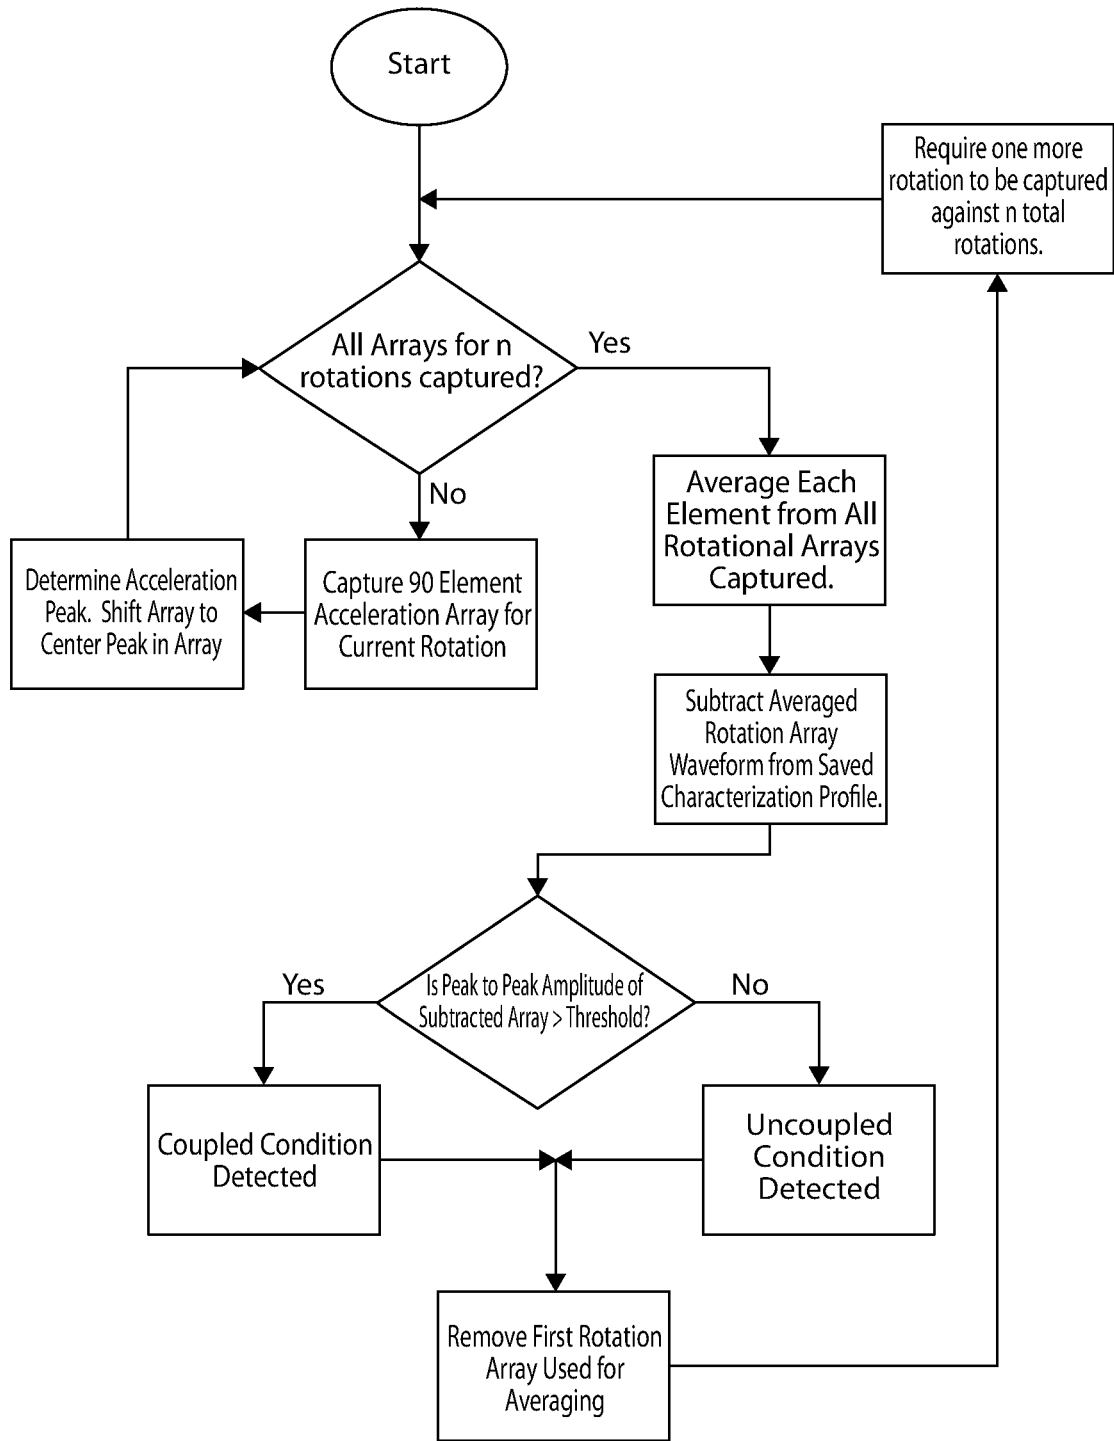 Start
Require one more
rotation to be captured
against n total
rotations.
All Arrays for n
rotations captured?
Yes
No
Average Each
Element from All
Rotational Arrays
Captured.
Determine Acceleration
Peak. Shift Array to
Center Peak in Array
Capture 90 Element
Acceleration Array for
Current Rotation
Subtract Averaged
Rotation Array
Waveform from Saved
Characterization Profile.
Is Peak to Peak Amplitude of
Subtracted Array > Threshold?
Yes
No
Coupled Condition
Detected
Uncoupled
Condition
Detected
Remove First Rotation
Array Used for
Averaging